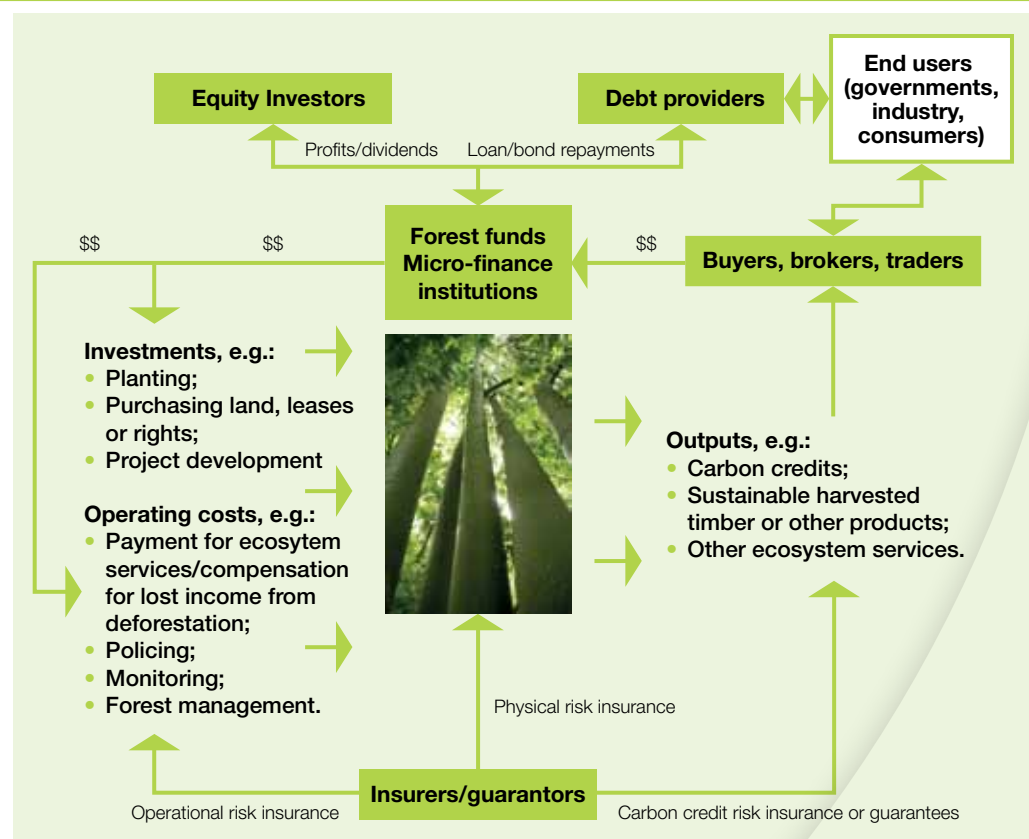 Equity Investors
Debt providers
End users
(governments,
industry,
consumers)
Profits/dividends
Loan/bond repayments
$$
$$
Forest funds
Micro-finance
institutions
$$
Buyers, brokers, traders
Investments, e.g.:
• Planting;
• Purchasing land, leases
or rights;
• Project development
Operating costs, e.g.:
• Payment for ecosytem
services/compensation
for lost income from
deforestation;
• Policing;
• Monitoring;
• Forest management.
Outputs, e.g.:
• Carbon credits;
• Sustainable harvested
timber or other products;
• Other ecosystem services.
Physical risk insurance
Insurers/guarantors
Operational risk insurance
Carbon credit risk insurance or guarantees